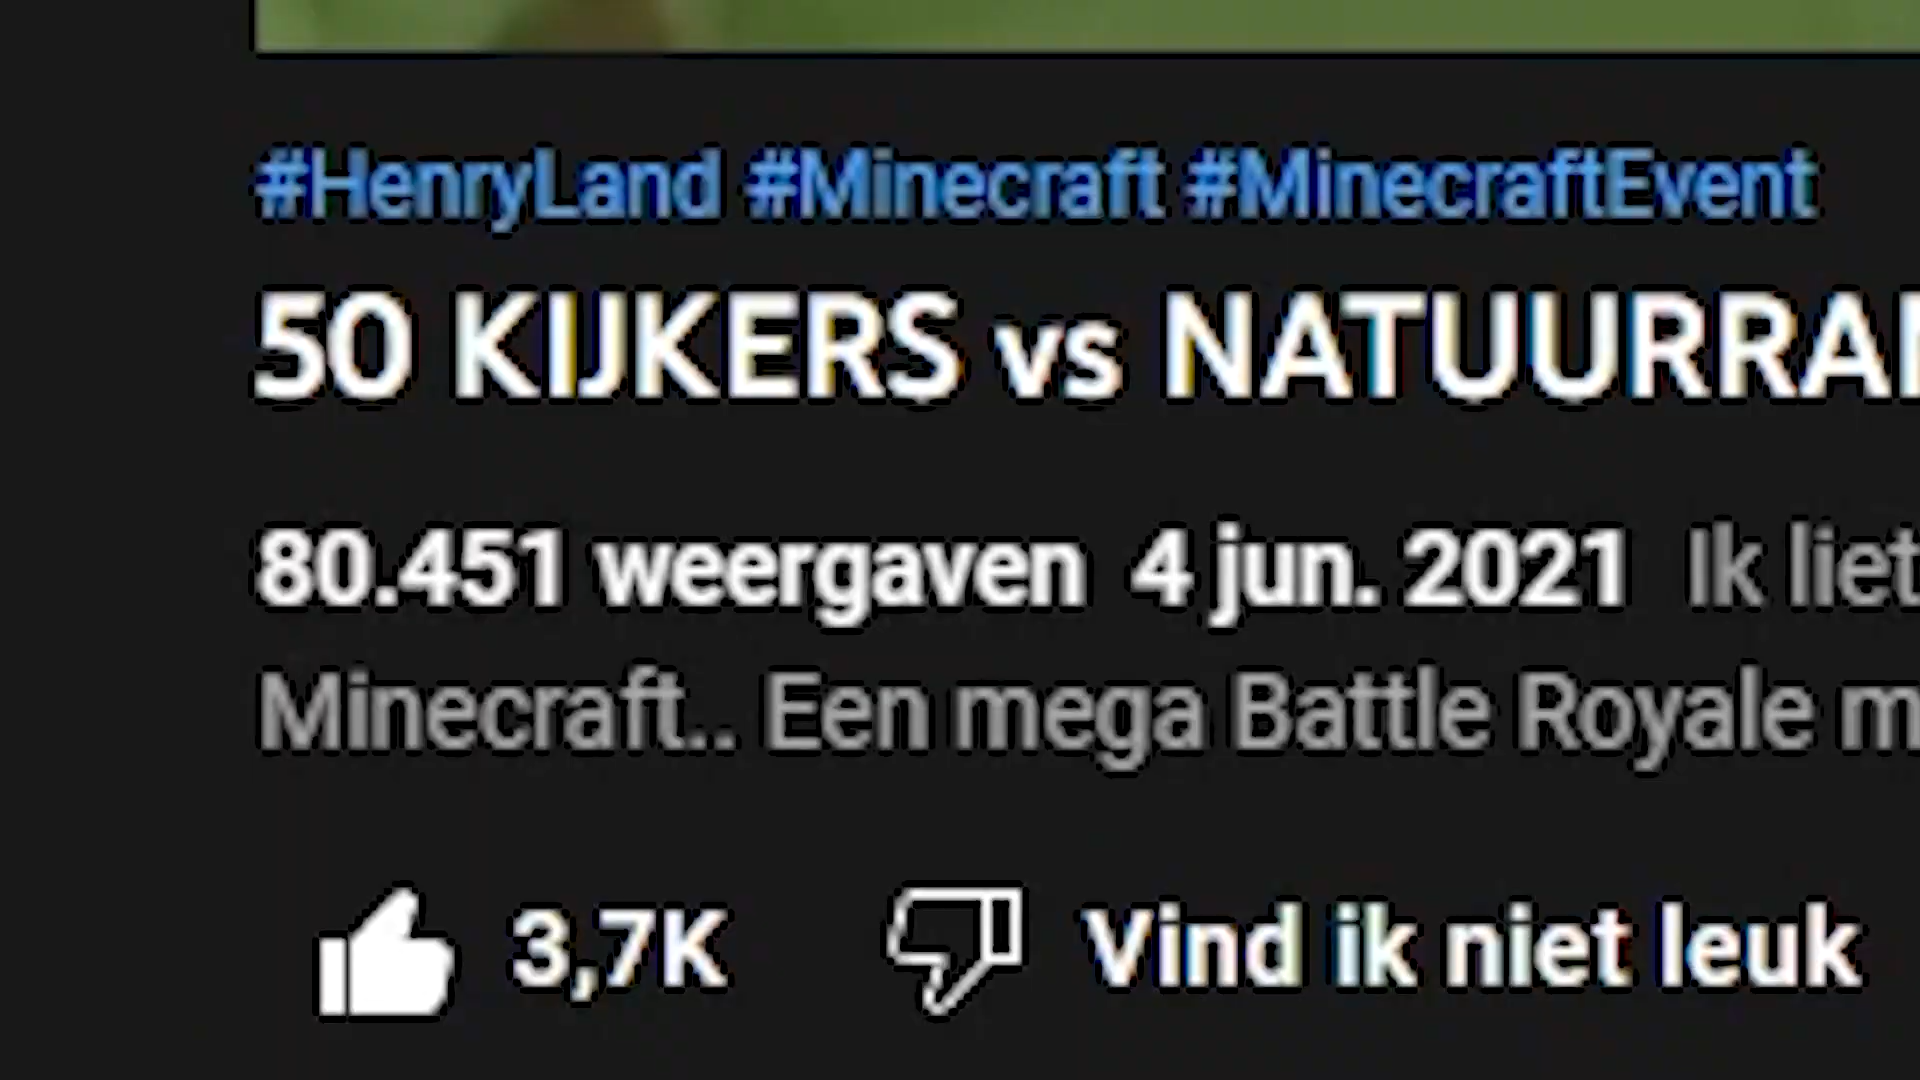 #HenryLand #Minecraft #MinecraftEvent
50 KIJKERS vs NATUURRA
80.451 weergaven 4 jun. 2021 Ik liet
Minecraft.. Een mega Battle Royale m
3,7K Vind ik niet leuk